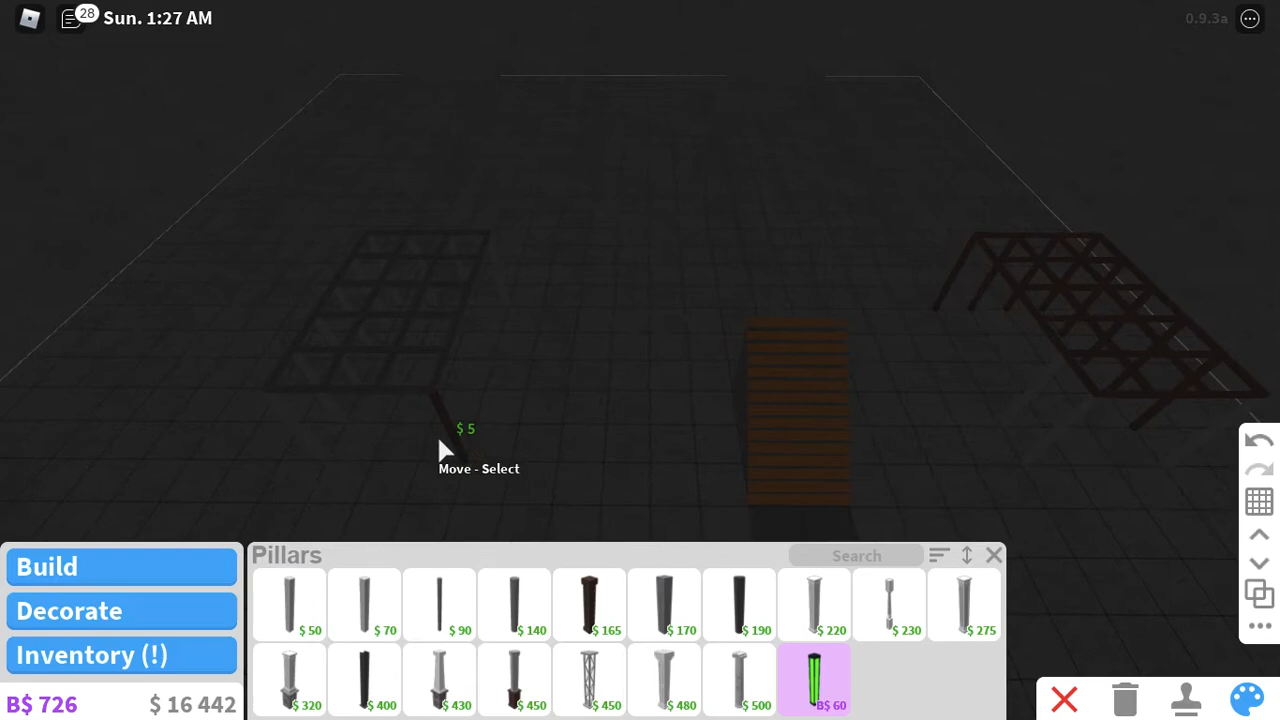 28
Sun. 1:27 AM
0.9.3a
$ 5
Move - Select
Build
Decorate
Inventory (!)
B$ 726
$ 16 442
Pillars
Search
$ 50
$ 70
$ 90
$ 140
$ 165
$ 170
$ 190
$ 220
$ 230
$ 275
$ 320
$ 400
$ 430
$ 450
$ 450
$ 480
$ 500
B$ 60